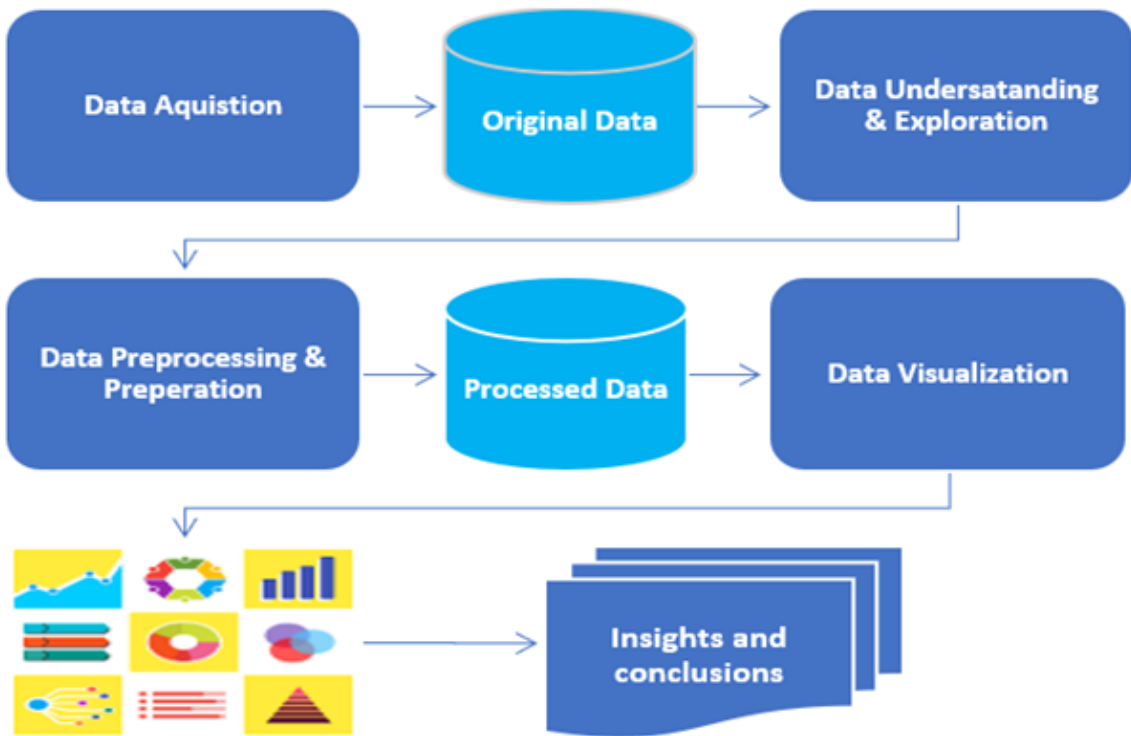 Data Aquistion
Original Data
Data Undersatanding
& Exploration
Data Preprocessing &
Preperation
Processed Data
Data Visualization
Insights and
conclusions